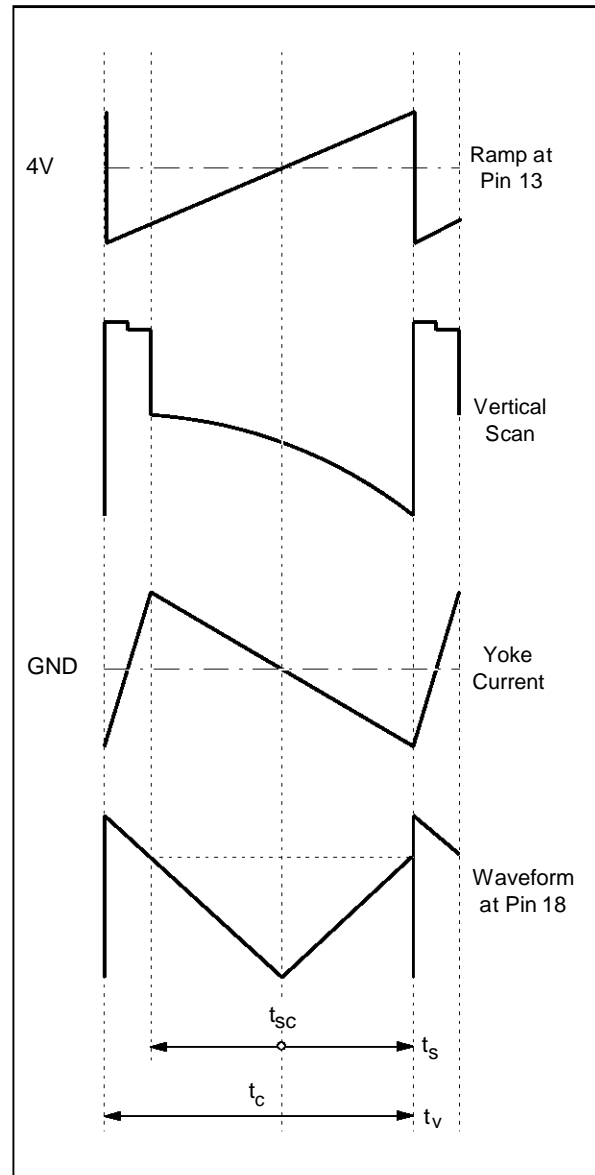 4V
Ramp at
Pin 13
Vertical
Scan
GND
Yoke
Current
Waveform
at Pin 18
tsc
ts
tc
tv